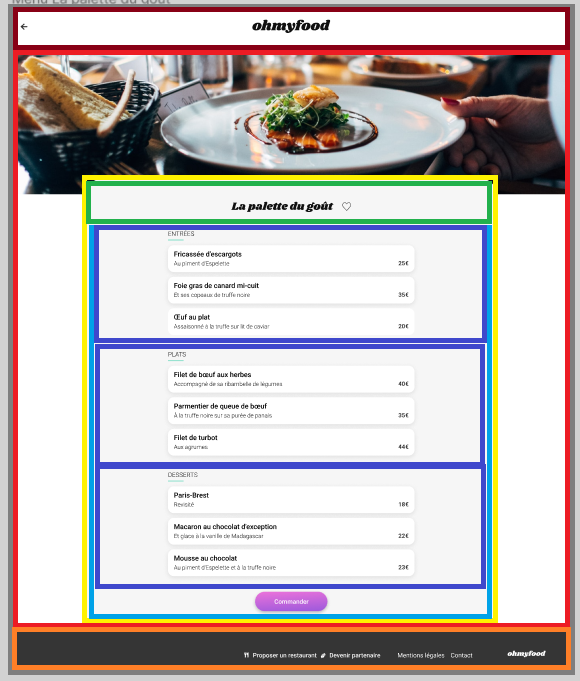 Menu La palette du goût
ohmyfood
La palette du goût
ENTRÉES
Fricassée d'escargots
Au piment d'Espelette 25€
Foie gras de canard mi-cuit
Et ses copeaux de truffe noire 35€
Œuf au plat
Assaisonné à la truffe sur lit de caviar 20€
PLATS
Filet de bœuf aux herbes
Accompagné de sa ribambelle de légumes 40€
Parmentier de queue de bœuf
À la truffe noire sur sa purée de panais 35€
Filet de turbot
Aux agrumes 44€
DESSERTS
Paris-Brest
Revisité 18€
Macaron au chocolat d'exception
Et glace à la vanille de Madagascar 22€
Mousse au chocolat
Au piment d'Espelette et à la truffe noire 23€
Commander
Proposer un restaurant Devenir partenaire Mentions légales Contact ohmyfood